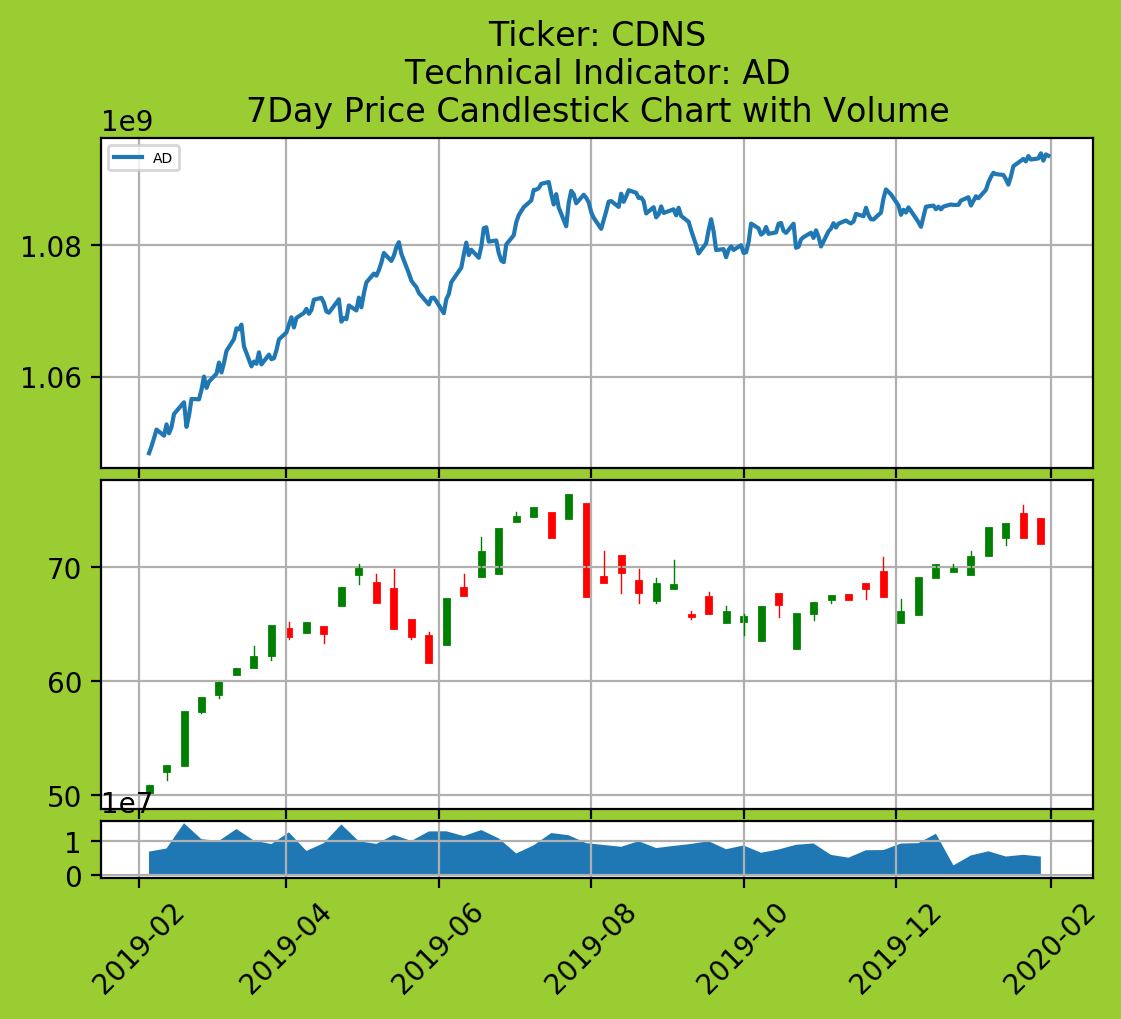 Ticker: CDNS
Technical Indicator: AD
7Day Price Candlestick Chart with Volume
1e9
AD
1.08
1.06
70
60
50
1e7
1
0
2019-02
2019-04
2019-06
2019-08
2019-10
2019-12
2020-02